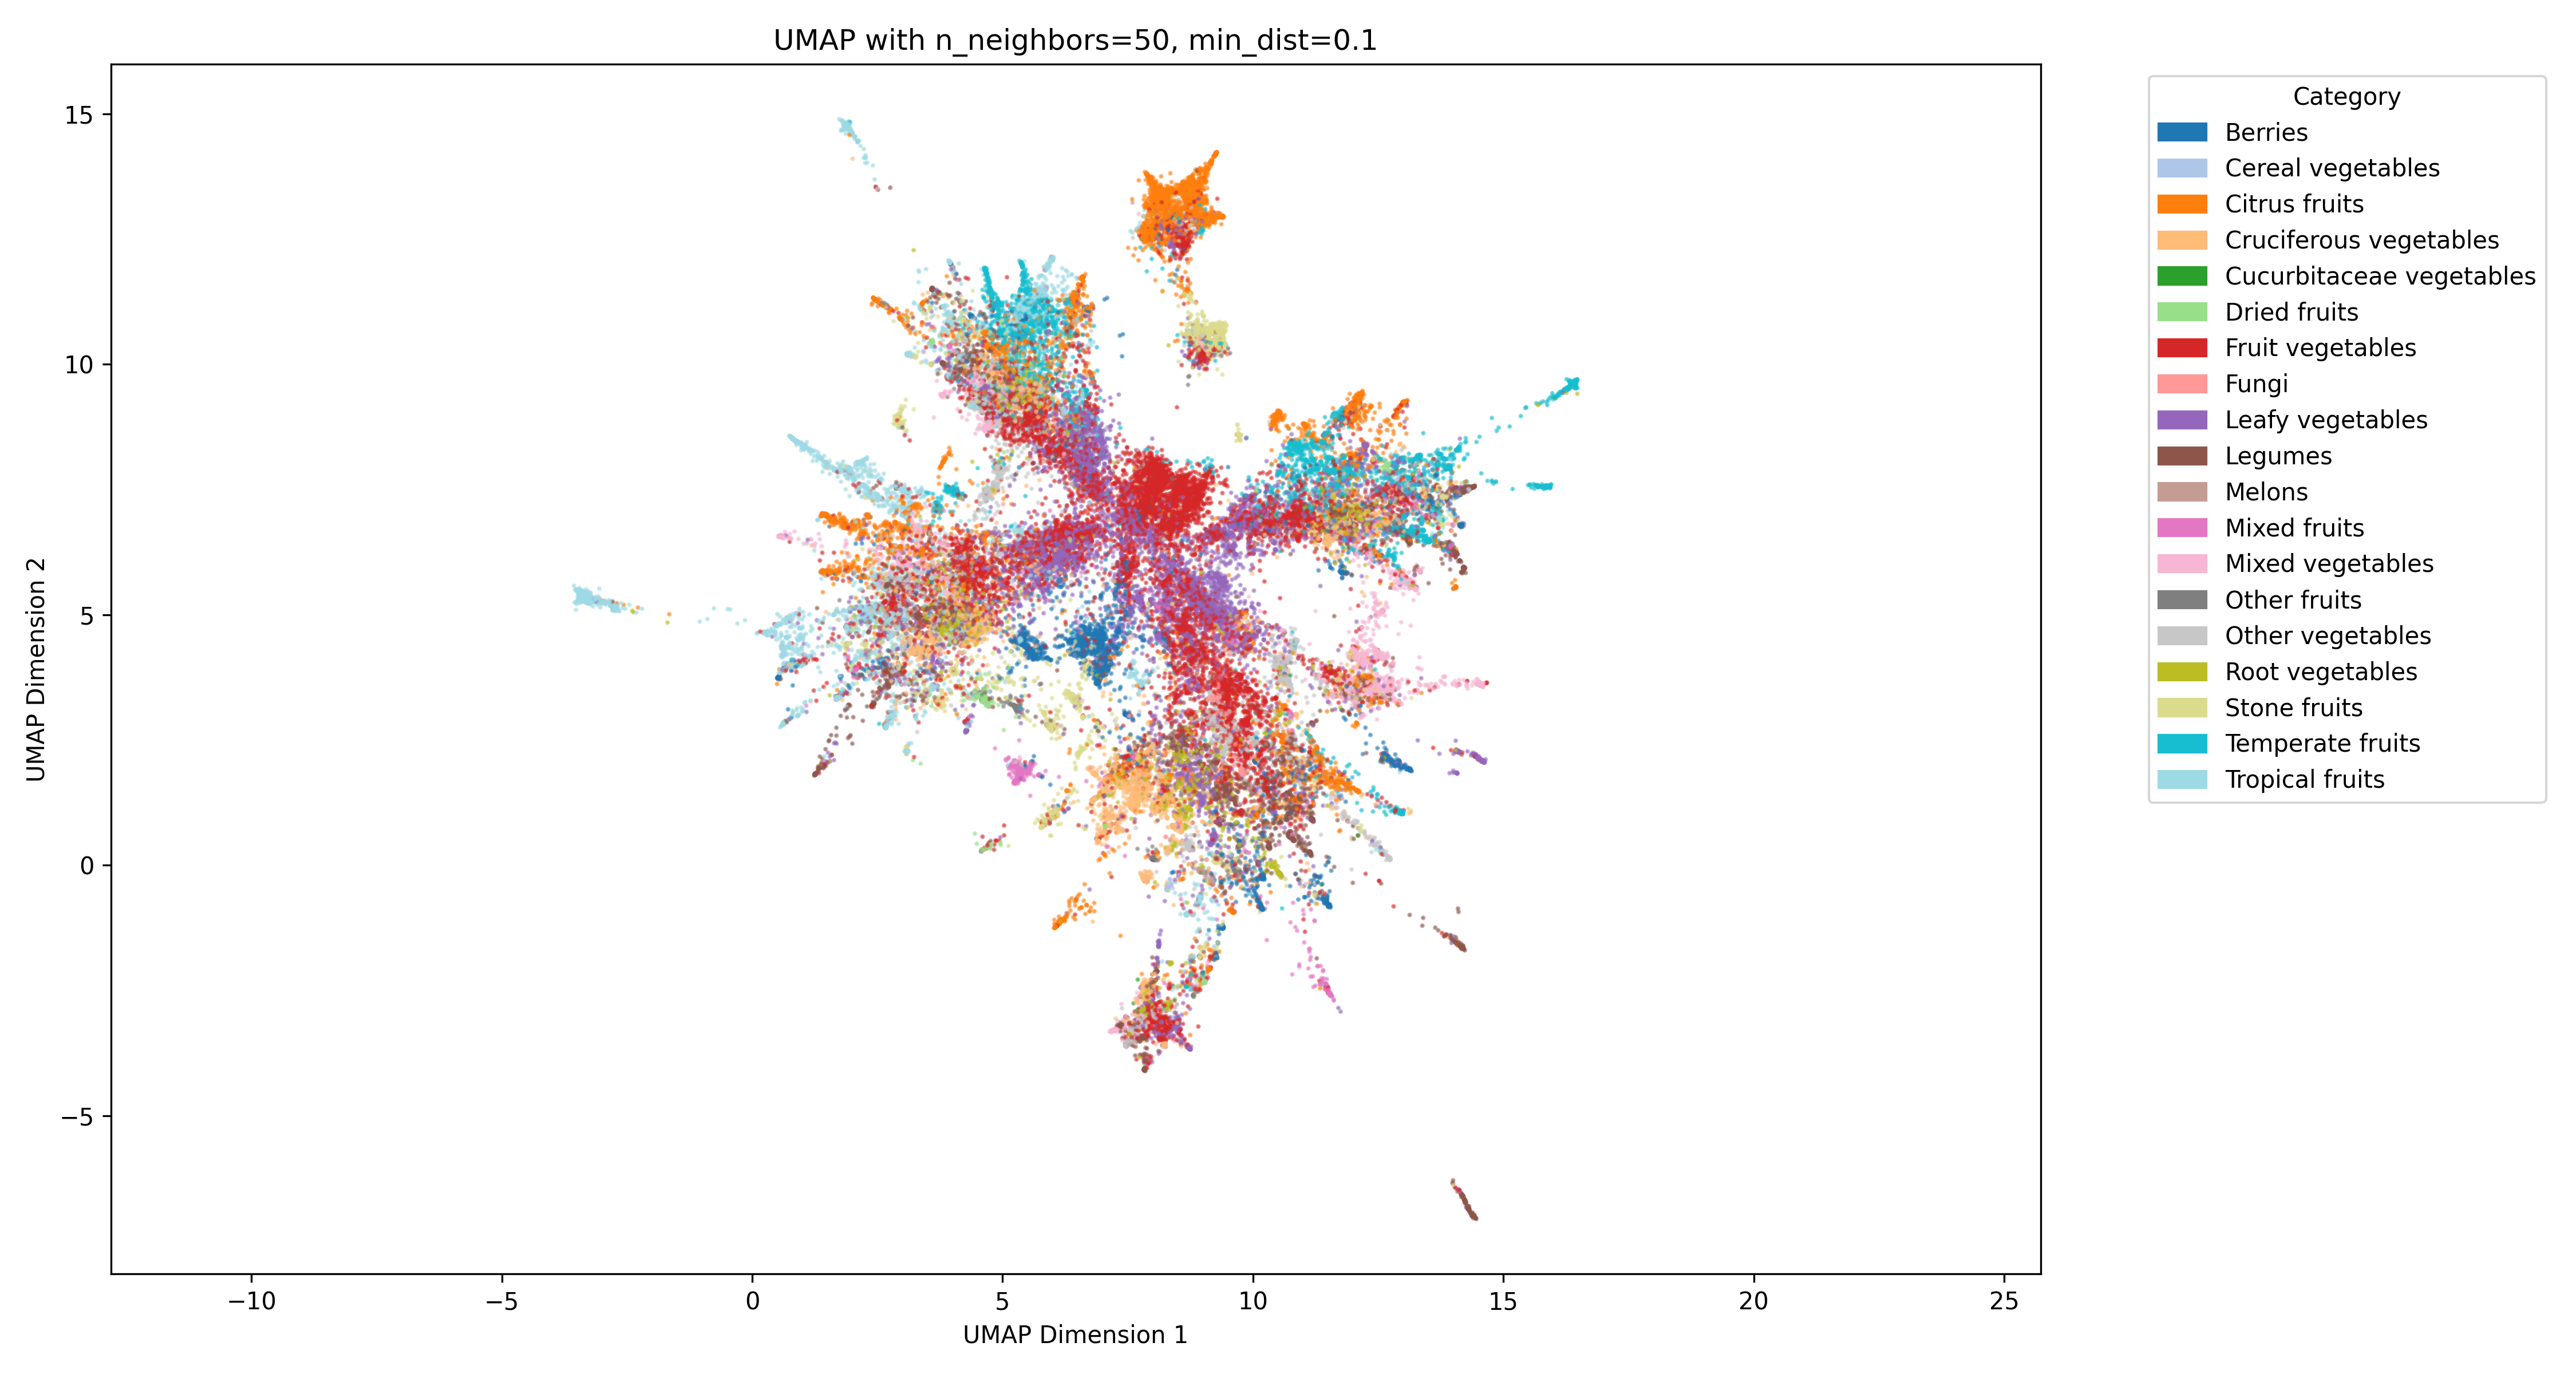 UMAP with n_neighbors=50, min_dist=0.1
15
10
5
0
−5
UMAP Dimension 2
−10
−5
0
5
10
15
20
25
UMAP Dimension 1
Category
Berries
Cereal vegetables
Citrus fruits
Cruciferous vegetables
Cucurbitaceae vegetables
Dried fruits
Fruit vegetables
Fungi
Leafy vegetables
Legumes
Melons
Mixed fruits
Mixed vegetables
Other fruits
Other vegetables
Root vegetables
Stone fruits
Temperate fruits
Tropical fruits